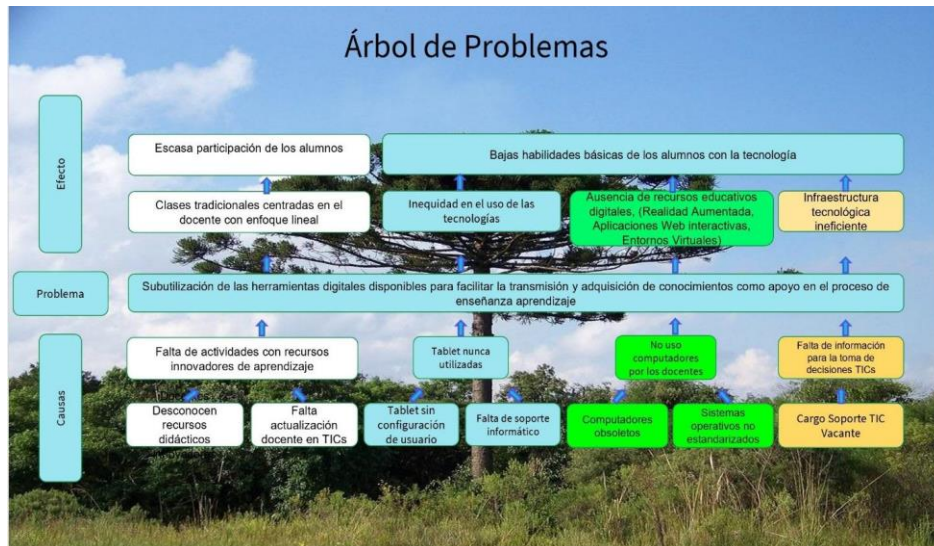 Árbol de Problemas
Efecto
Escasa participación de los alumnos
Bajas habilidades básicas de los alumnos con la tecnología
Clases tradicionales centradas en el
docente con enfoque lineal
Inequidad en el uso de las
tecnologías
Ausencia de recursos educativos
digitales, (Realidad Aumentada,
Aplicaciones Web interactivas,
Entornos Virtuales)
Infraestructura
tecnológica
ineficiente
Problema
Subutilización de las herramientas digitales disponibles para facilitar la transmisión y adquisición de conocimientos como apoyo en el proceso de
enseñanza aprendizaje
Causas
Falta de actividades con recursos
innovadores de aprendizaje
Tablet nunca
utilizadas
No uso
computadores
por los docentes
Falta de información
para la toma de
decisiones TICs
Desconocen
recursos
didácticos
Falta
actualización
docente en TICs
Tablet sin
configuración
de usuario
Falta de soporte
informático
Computadores
obsoletos
Sistemas
operativos no
estandarizados
Cargo Soporte TIC
Vacante